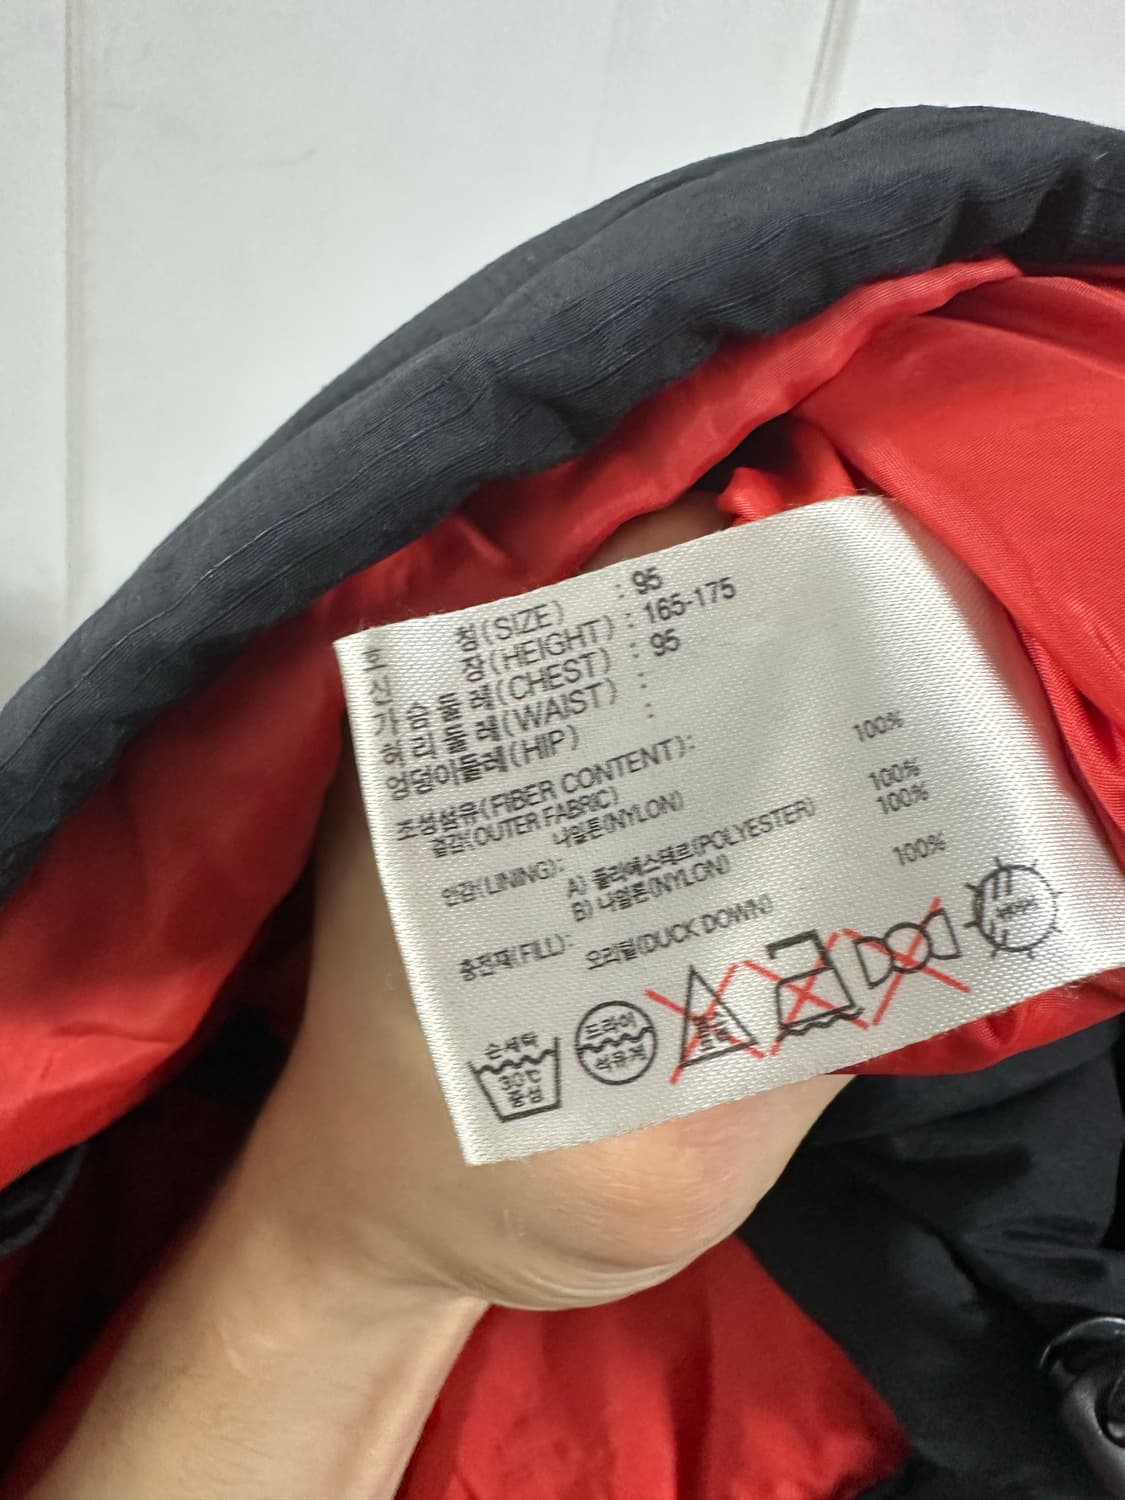 칭(SIZE) : 95
신 장(HEIGHT) : 165-175
가 슴 둘 레(CHEST) : 95
허 리 둘 레(WAIST) :
엉덩이둘레(HIP) :
조성섬유(FIBER CONTENT):
겉감(OUTER FABRIC)
나일론(NYLON) 100%
안감(LINING):
A) 폴리에스테르(POLYESTER) 100%
B) 나일론(NYLON) 100%
충전재(FILL):
오리털(DUCK DOWN) 100%
손세탁
30℃
중성
드라이
석유계